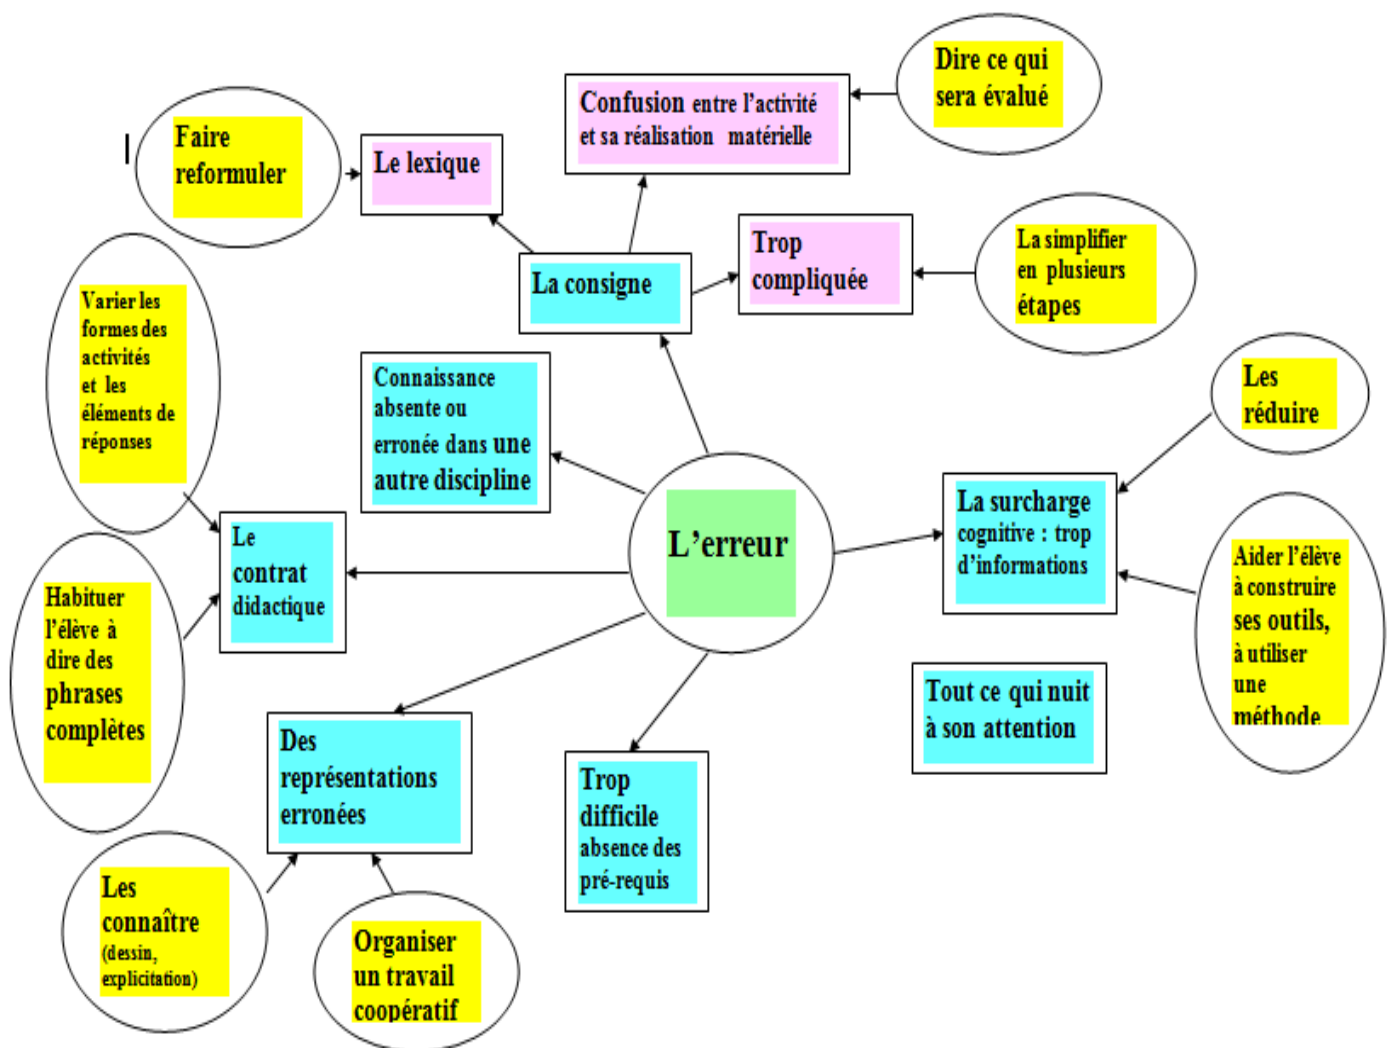 Dire ce qui
sera évalué
Confusion entre l’activité
et sa réalisation matérielle
Faire
reformuler
Le lexique
Trop
compliquée
La simplifier
en plusieurs
étapes
La consigne
Varier les
formes des
activités
et les
éléments de
réponses
Connaissance
absente ou
erronée dans une
autre discipline
Les
réduire
L’erreur
La surcharge
cognitive : trop
d’informations
Le
contrat
didactique
Aider l’élève
à construire
ses outils,
à utiliser
une
méthode
Habituer
l’élève à
dire des
phrases
complètes
Tout ce qui nuit
à son attention
Des
représentations
erronées
Trop
difficile
absence des
pré-requis
Les
connaître
(dessin,
explicitation)
Organiser
un travail
coopératif